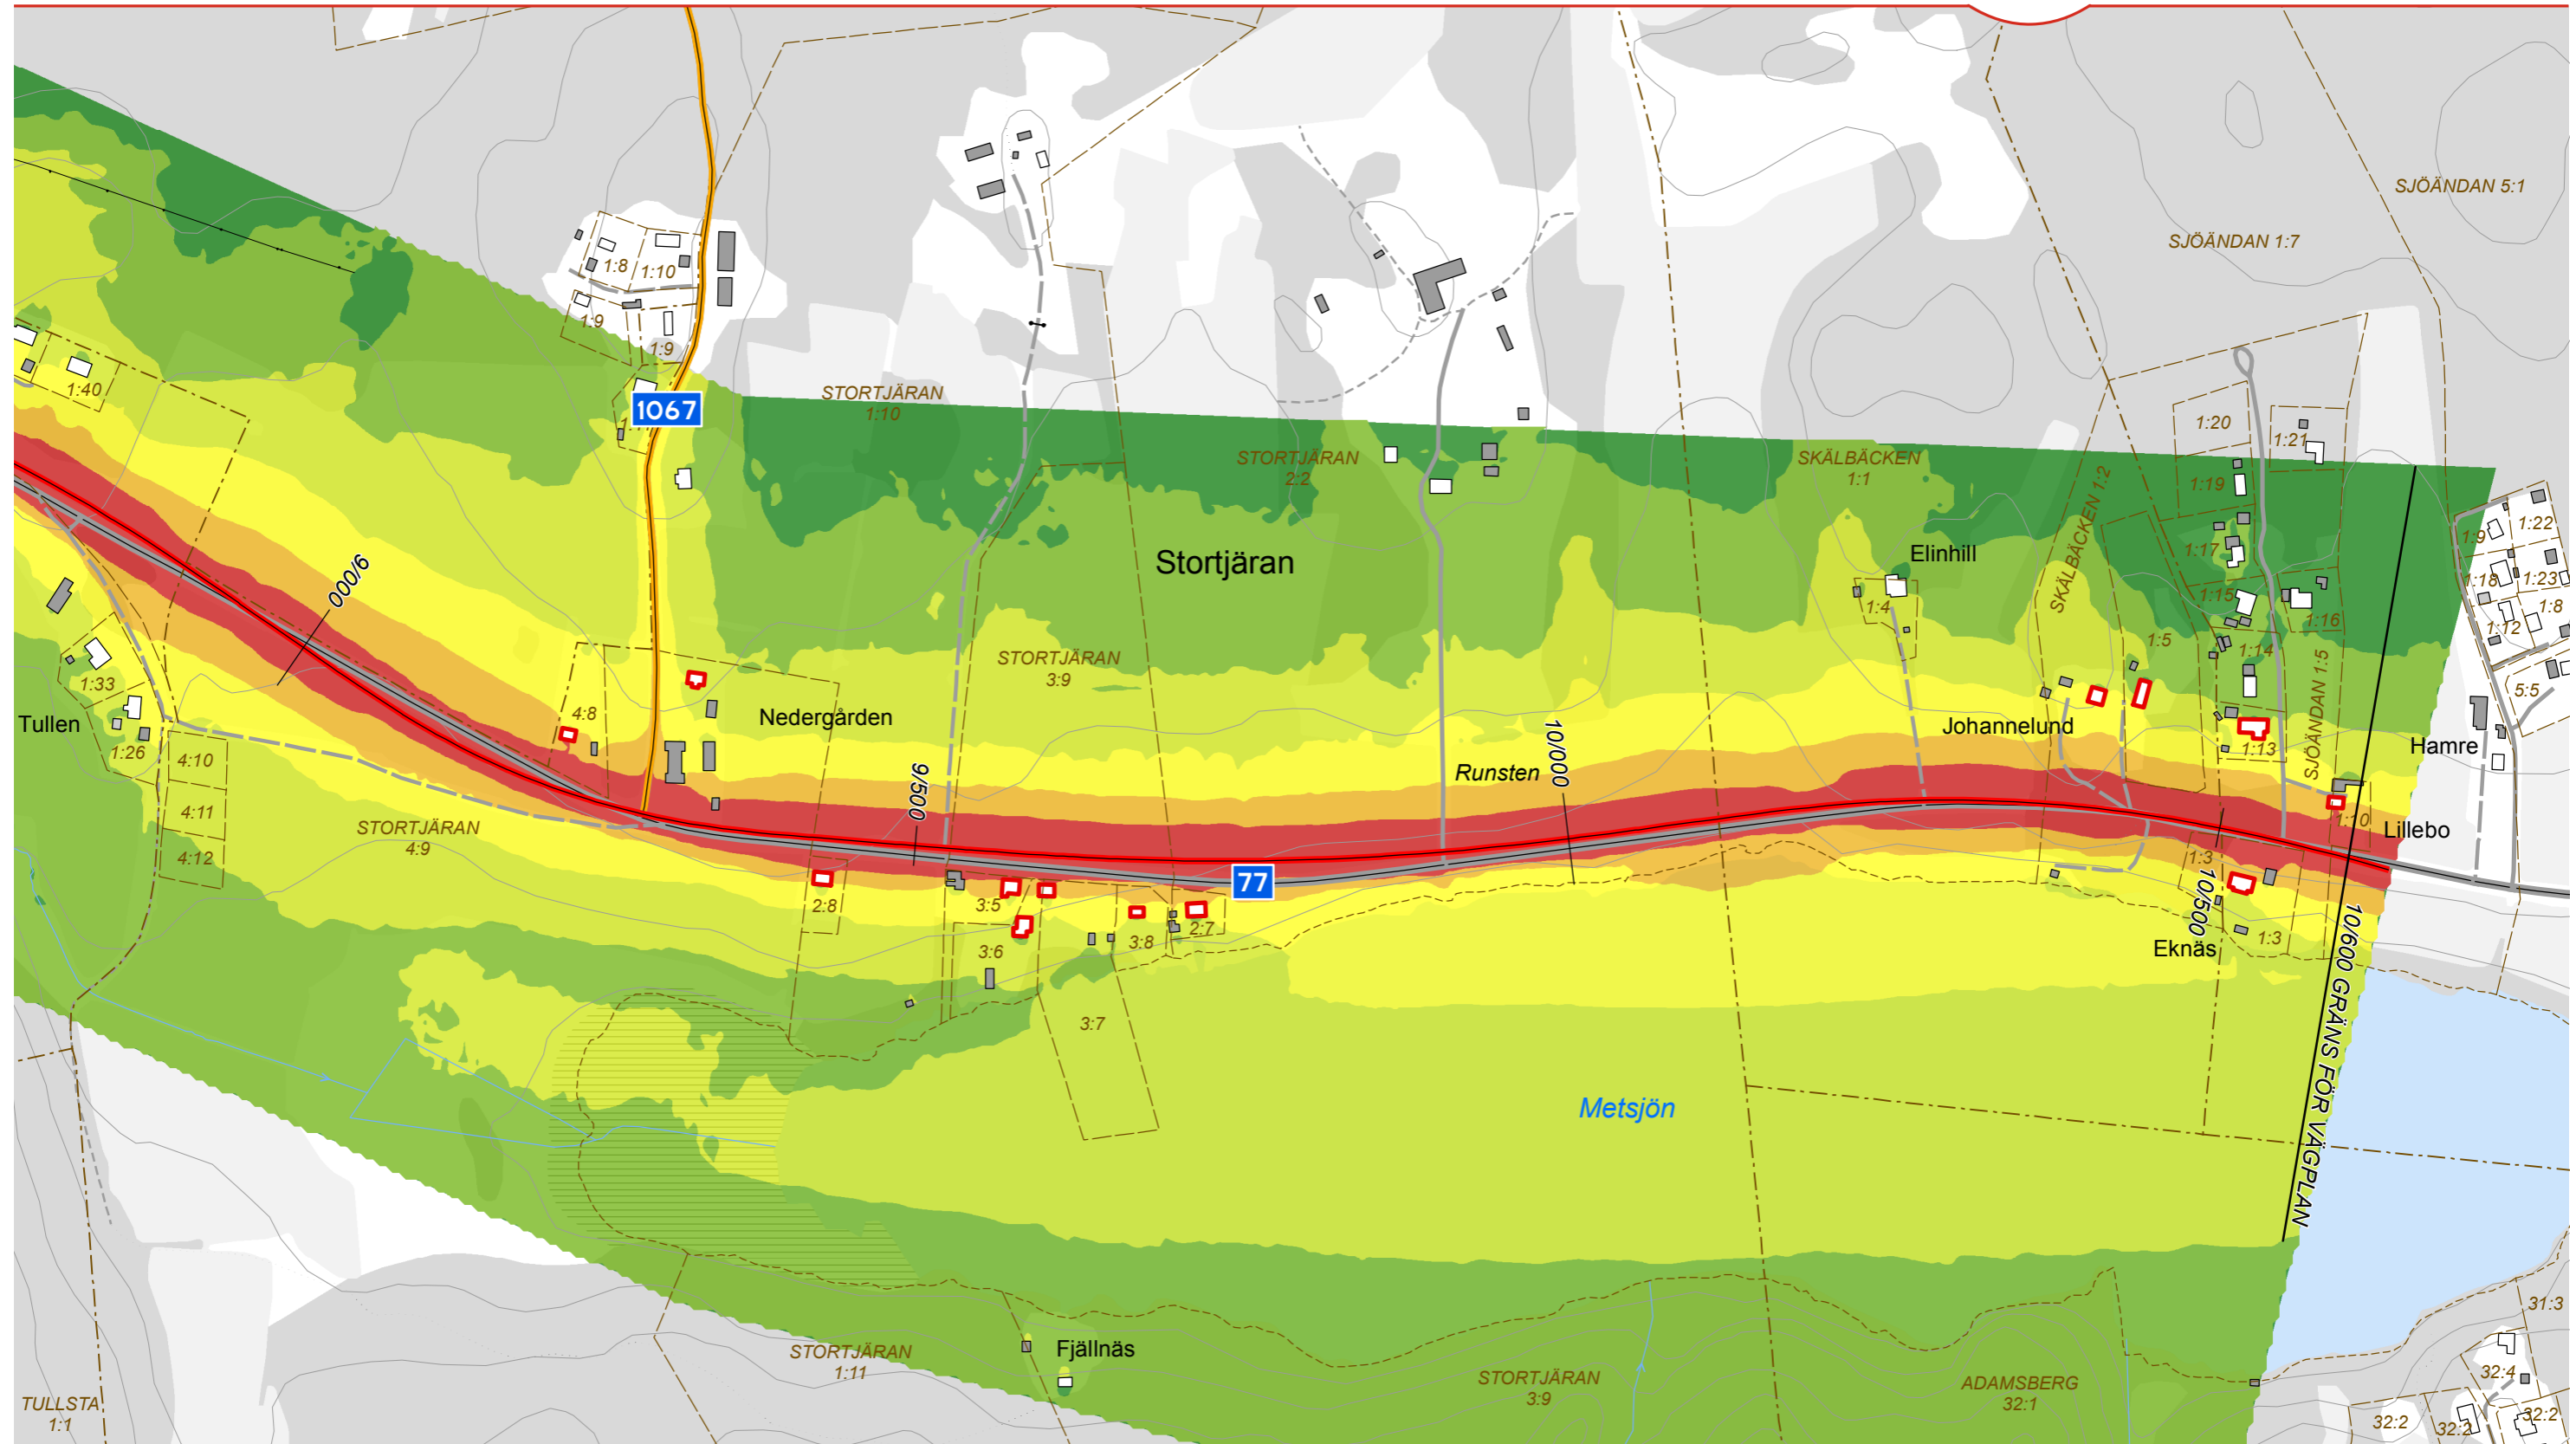 SJÖÄNDAN 5:1
SJÖÄNDAN 1:7
1:8
1:10
1:9
1:9
1:40
1067
STORTJÄRAN
1:10
STORTJÄRAN
2:2
SKÄLBÄCKEN
1:1
SKÄLBÄCKEN 1:2
1:20
1:21
1:19
1:17
1:15
1:16
1:14
1:5
1:13
SJÖÄNDAN 1:5
1:10
1:9
1:22
1:18
1:23
1:8
1:12
5:5
Elinhill
1:4
Stortjäran
9/000
STORTJÄRAN
3:9
1:33
Tullen
1:26
4:10
4:11
4:12
4:8
Nedergården
9/500
10/000
Runsten
Johannelund
Hamre
Lillebo
STORTJÄRAN
4:9
77
2:8
3:5
3:6
3:8
2:7
3:7
1:3
10/500
Eknäs
1:3
10/600 GRÄNS FÖR VÄGPLAN
Metsjön
Fjällnäs
STORTJÄRAN
1:11
STORTJÄRAN
3:9
ADAMSBERG
32:1
TULLSTA
1:1
31:3
32:4
32:2
32:2
32:2